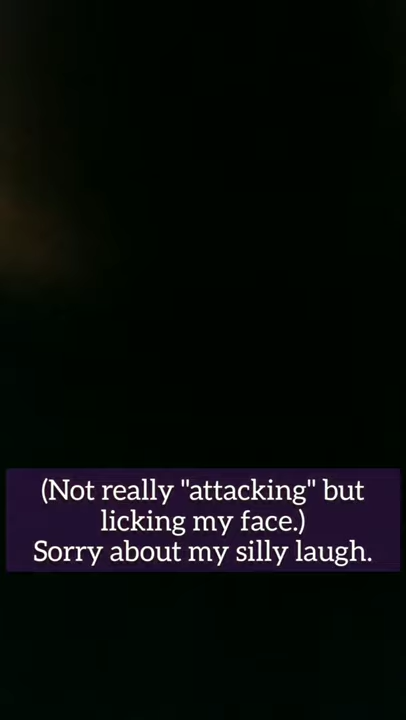 (Not really "attacking" but
licking my face.)
Sorry about my silly laugh.